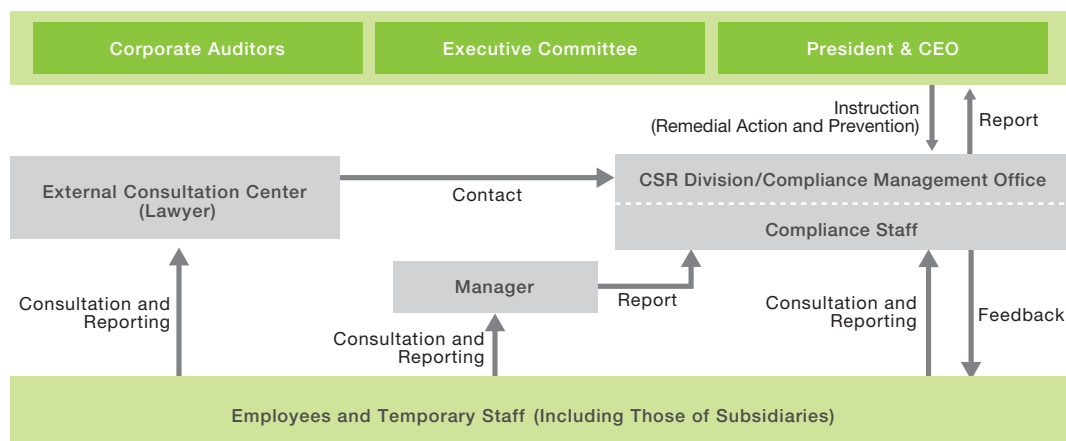 Corporate Auditors
Executive Committee
President & CEO
Instruction
(Remedial Action and Prevention)
Report
External Consultation Center
(Lawyer)
Contact
CSR Division/Compliance Management Office
Compliance Staff
Manager
Report
Consultation and
Reporting
Consultation and
Reporting
Consultation and
Reporting
Feedback
Employees and Temporary Staff (Including Those of Subsidiaries)